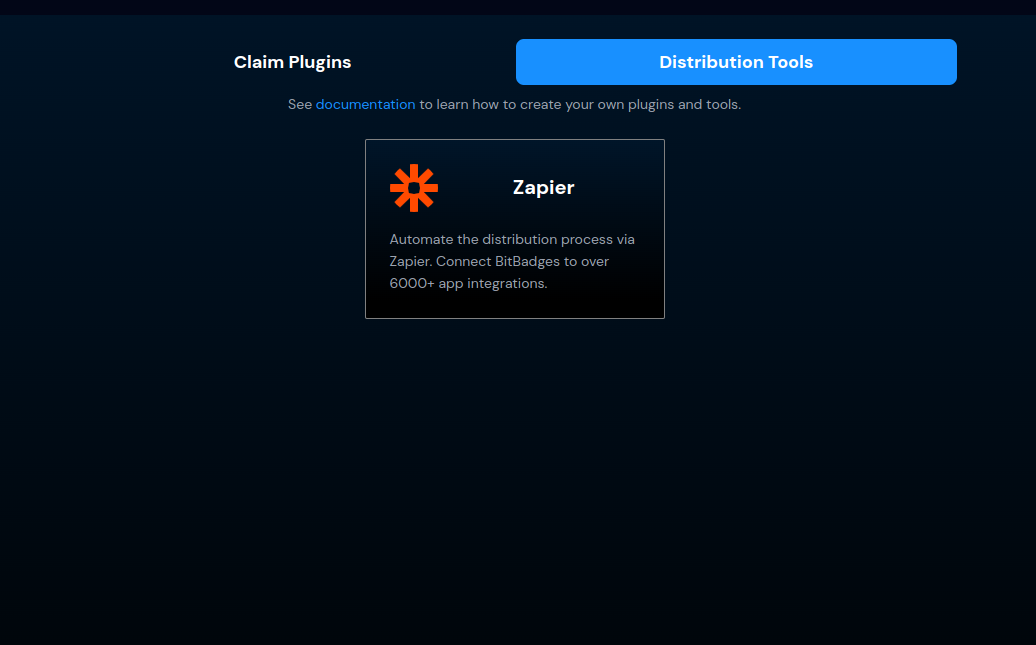 Claim Plugins
Distribution Tools
See documentation to learn how to create your own plugins and tools.
Zapier
Automate the distribution process via
Zapier. Connect BitBadges to over
6000+ app integrations.